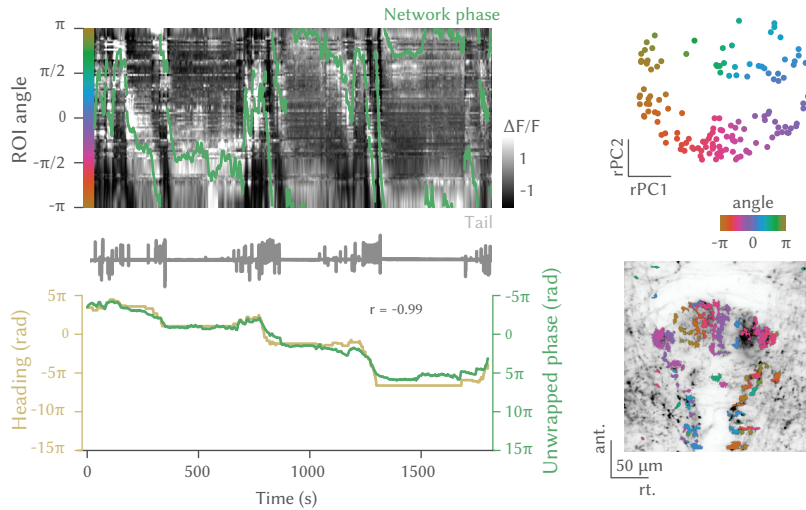 Network phase
π
π/2
0
-π/2
-π
ROI angle
ΔF/F
1
-1
rPC2
rPC1
angle
-π 0 π
Tail
5π
0
-5π
-10π
15π
Heading (rad)
r = -0.99
-5π
0
5π
10π
15π
Unwrapped phase (rad)
0 500 1000 1500
Time (s)
ant.
50 μm
rt.